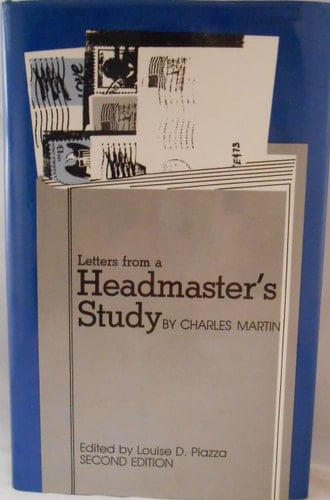 Letters from a
Headmaster's
Study BY CHARLES MARTIN
Edited by Louise D. Piazza
SECOND EDITION